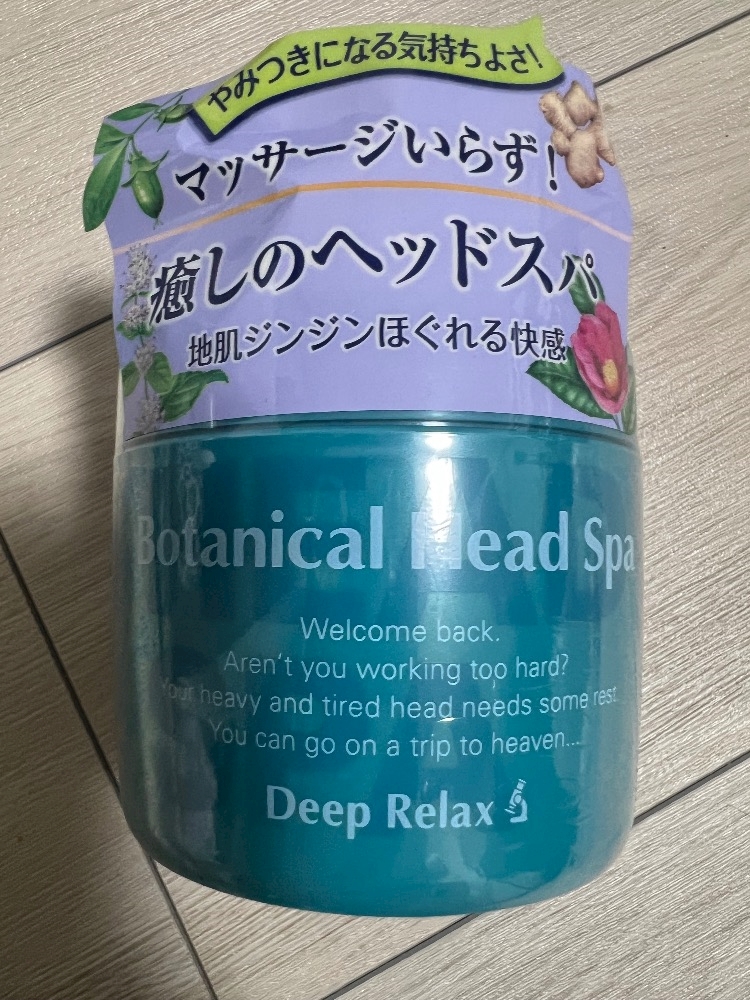 やみつきになる気持ちよさ!
マッサージいらず!
癒しのヘッドスパ
地肌ジンジンほぐれる快感
Botanical Head Spa
Welcome back.
Aren't you working too hard?
Your heavy and tired head needs some rest.
You can go on a trip to heaven...
Deep Relax